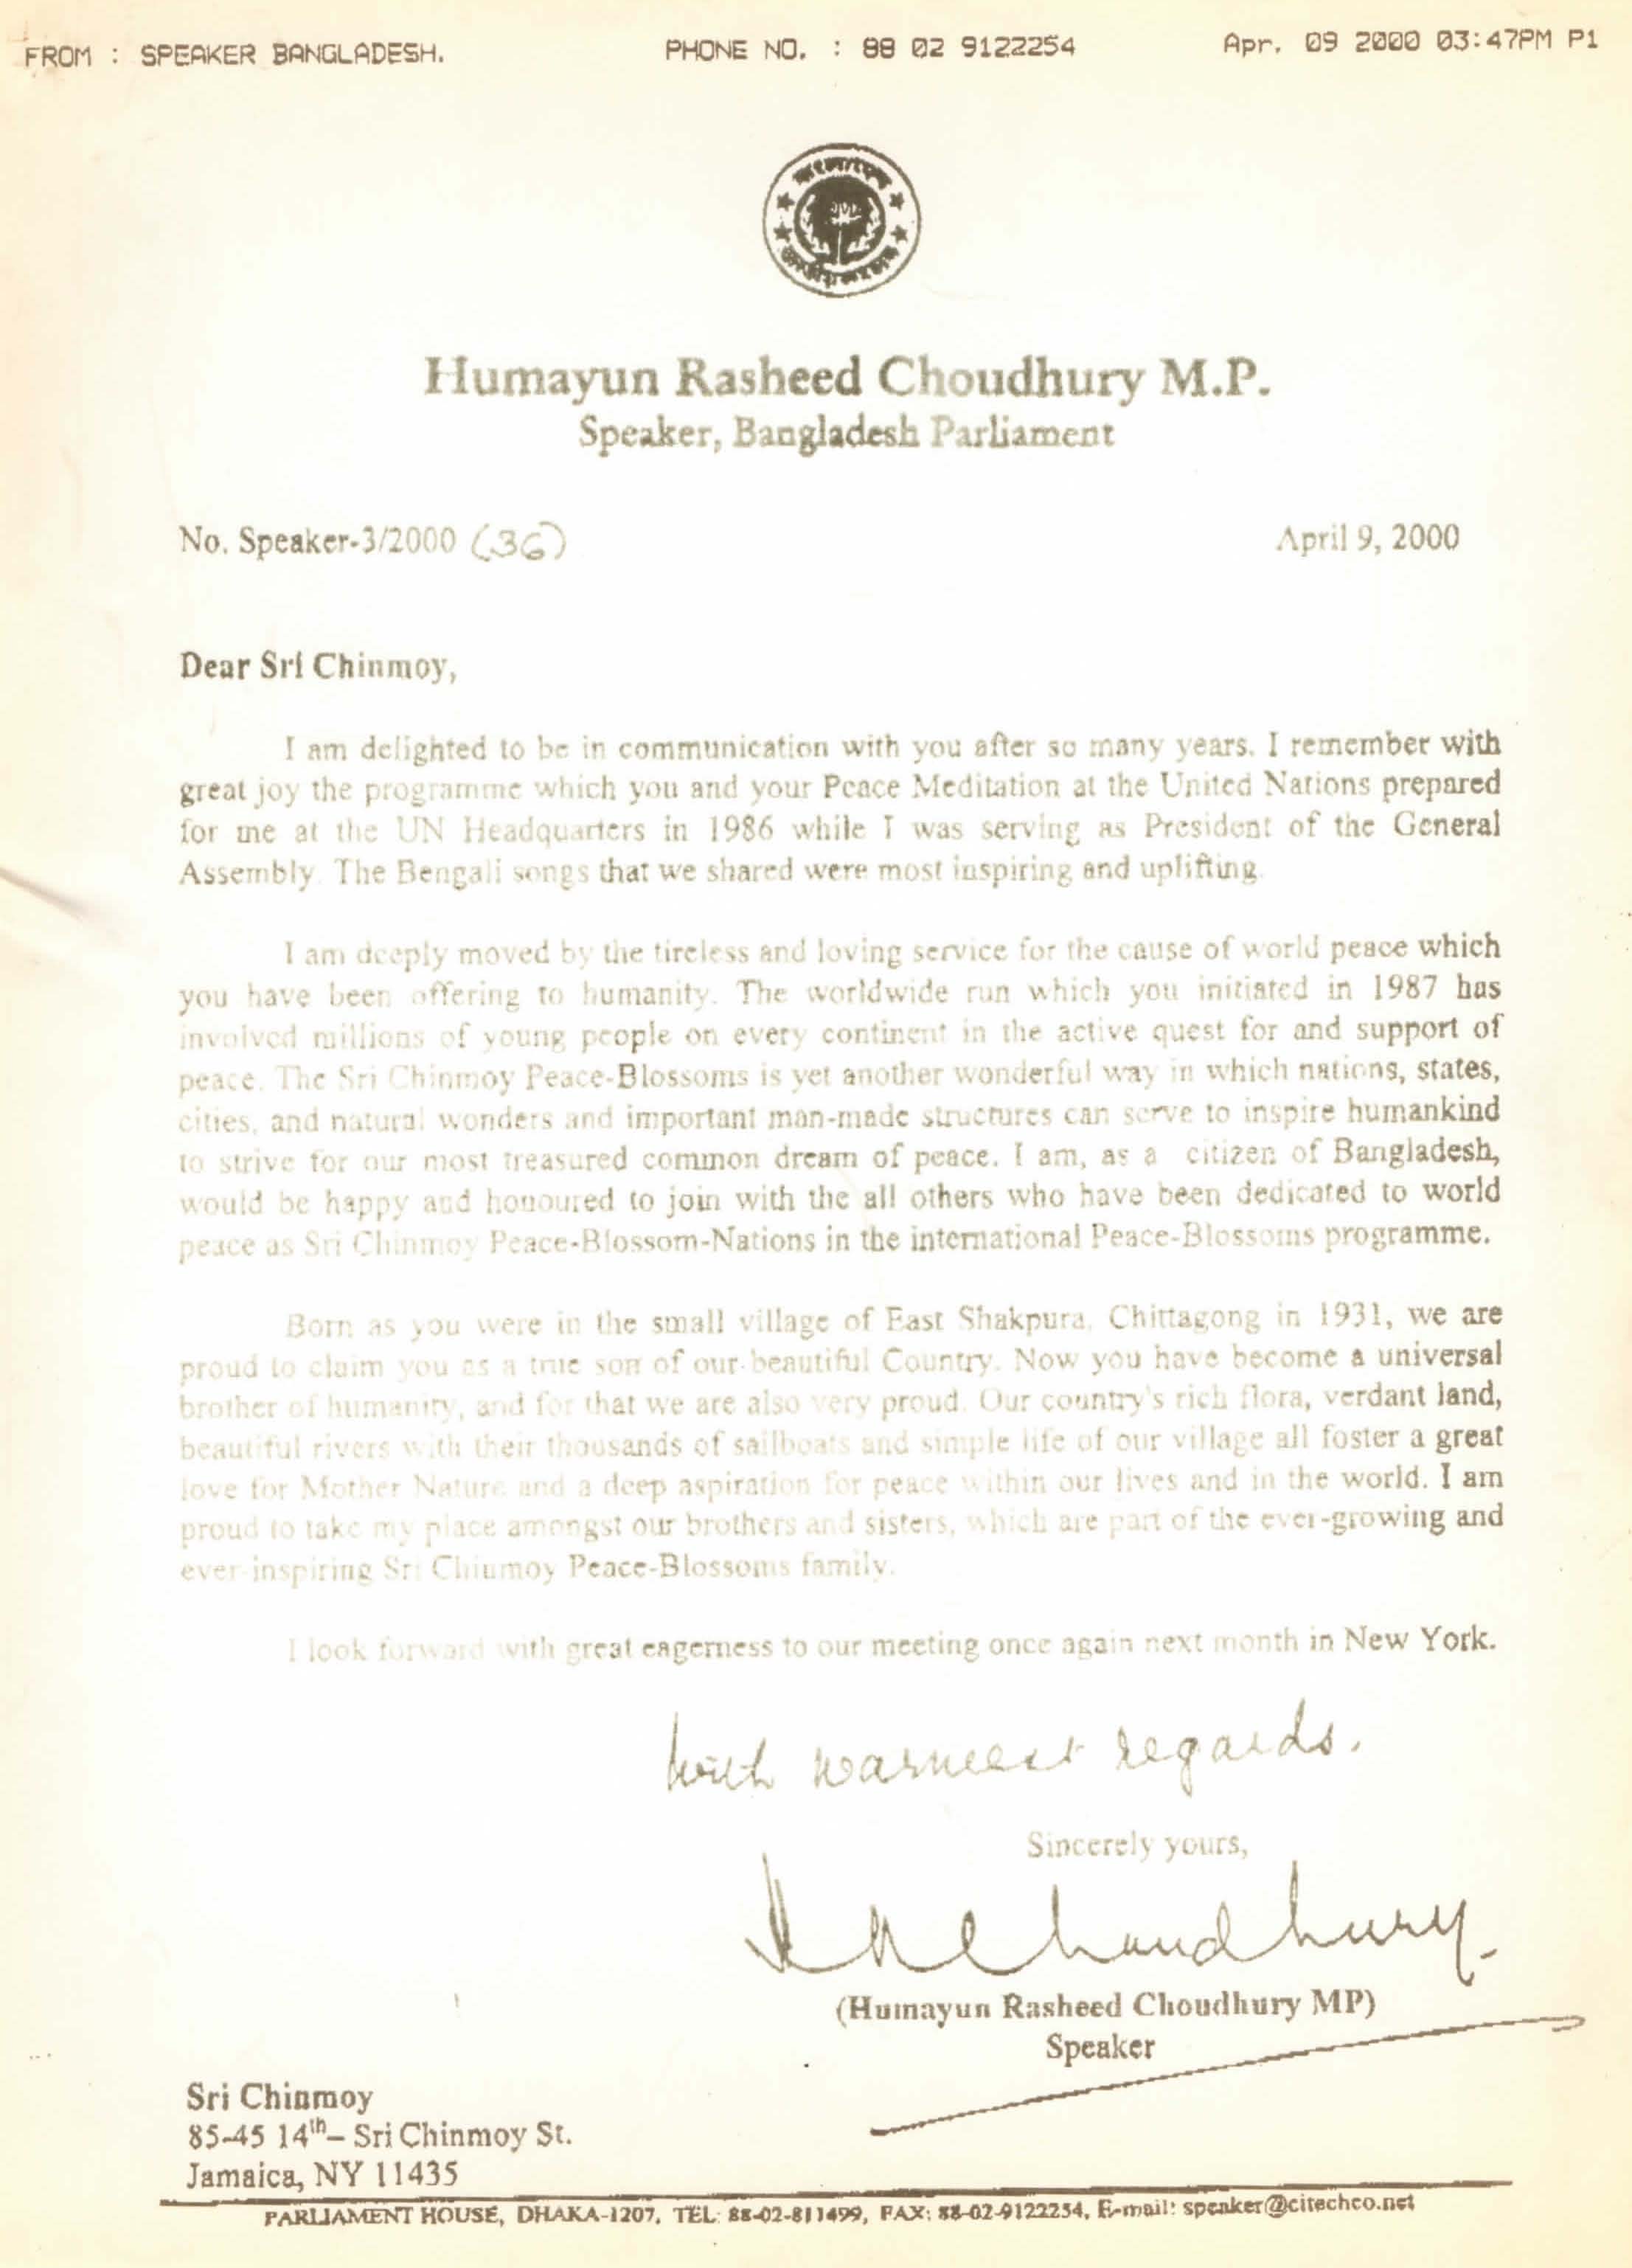 FROM : SPEAKER BANGLADESH. PHONE NO. : 88 02 9122254 Apr. 09 2000 03:47PM P1
Humayun Rasheed Choudhury M.P.
Speaker, Bangladesh Parliament
No. Speaker-3/2000 (36) April 9, 2000
Dear Sri Chinmoy,
I am delighted to be in communication with you after so many years. I remember with
great joy the programme which you and your Peace Meditation at the United Nations prepared
for me at the UN Headquarters in 1986 while I was serving as President of the General
Assembly. The Bengali songs that we shared were most inspiring and uplifting.
I am deeply moved by the tireless and loving service for the cause of world peace which
you have been offering to humanity. The worldwide run which you initiated in 1987 has
involved millions of young people on every continent in the active quest for and support of
peace. The Sri Chinmoy Peace-Blossoms is yet another wonderful way in which nations, states,
cities, and natural wonders and important man-made structures can serve to inspire humankind
to strive for our most treasured common dream of peace. I am, as a citizen of Bangladesh,
would be happy and honoured to join with the all others who have been dedicated to world
peace as Sri Chinmoy Peace-Blossom-Nations in the international Peace-Blossoms programme.
Born as you were in the small village of East Shakpura, Chittagong in 1931, we are
proud to claim you as a true son of our beautiful Country. Now you have become a universal
brother of humanity, and for that we are also very proud. Our country's rich flora, verdant land,
beautiful rivers with their thousands of sailboats and simple life of our village all foster a great
love for Mother Nature and a deep aspiration for peace within our lives and in the world. I am
proud to take my place amongst our brothers and sisters, which are part of the ever-growing and
ever-inspiring Sri Chinmoy Peace-Blossoms family.
I look forward with great eagerness to our meeting once again next month in New York.
With warmest regards.
Sincerely yours,
HRChoudhury.
(Humayun Rasheed Choudhury MP)
Speaker
Sri Chinmoy
85-45 14th– Sri Chinmoy St.
Jamaica, NY 11435
PARLIAMENT HOUSE, DHAKA-1207, TEL: 88-02-811499, FAX: 88-02-9122254, E-mail: speaker@citechco.net